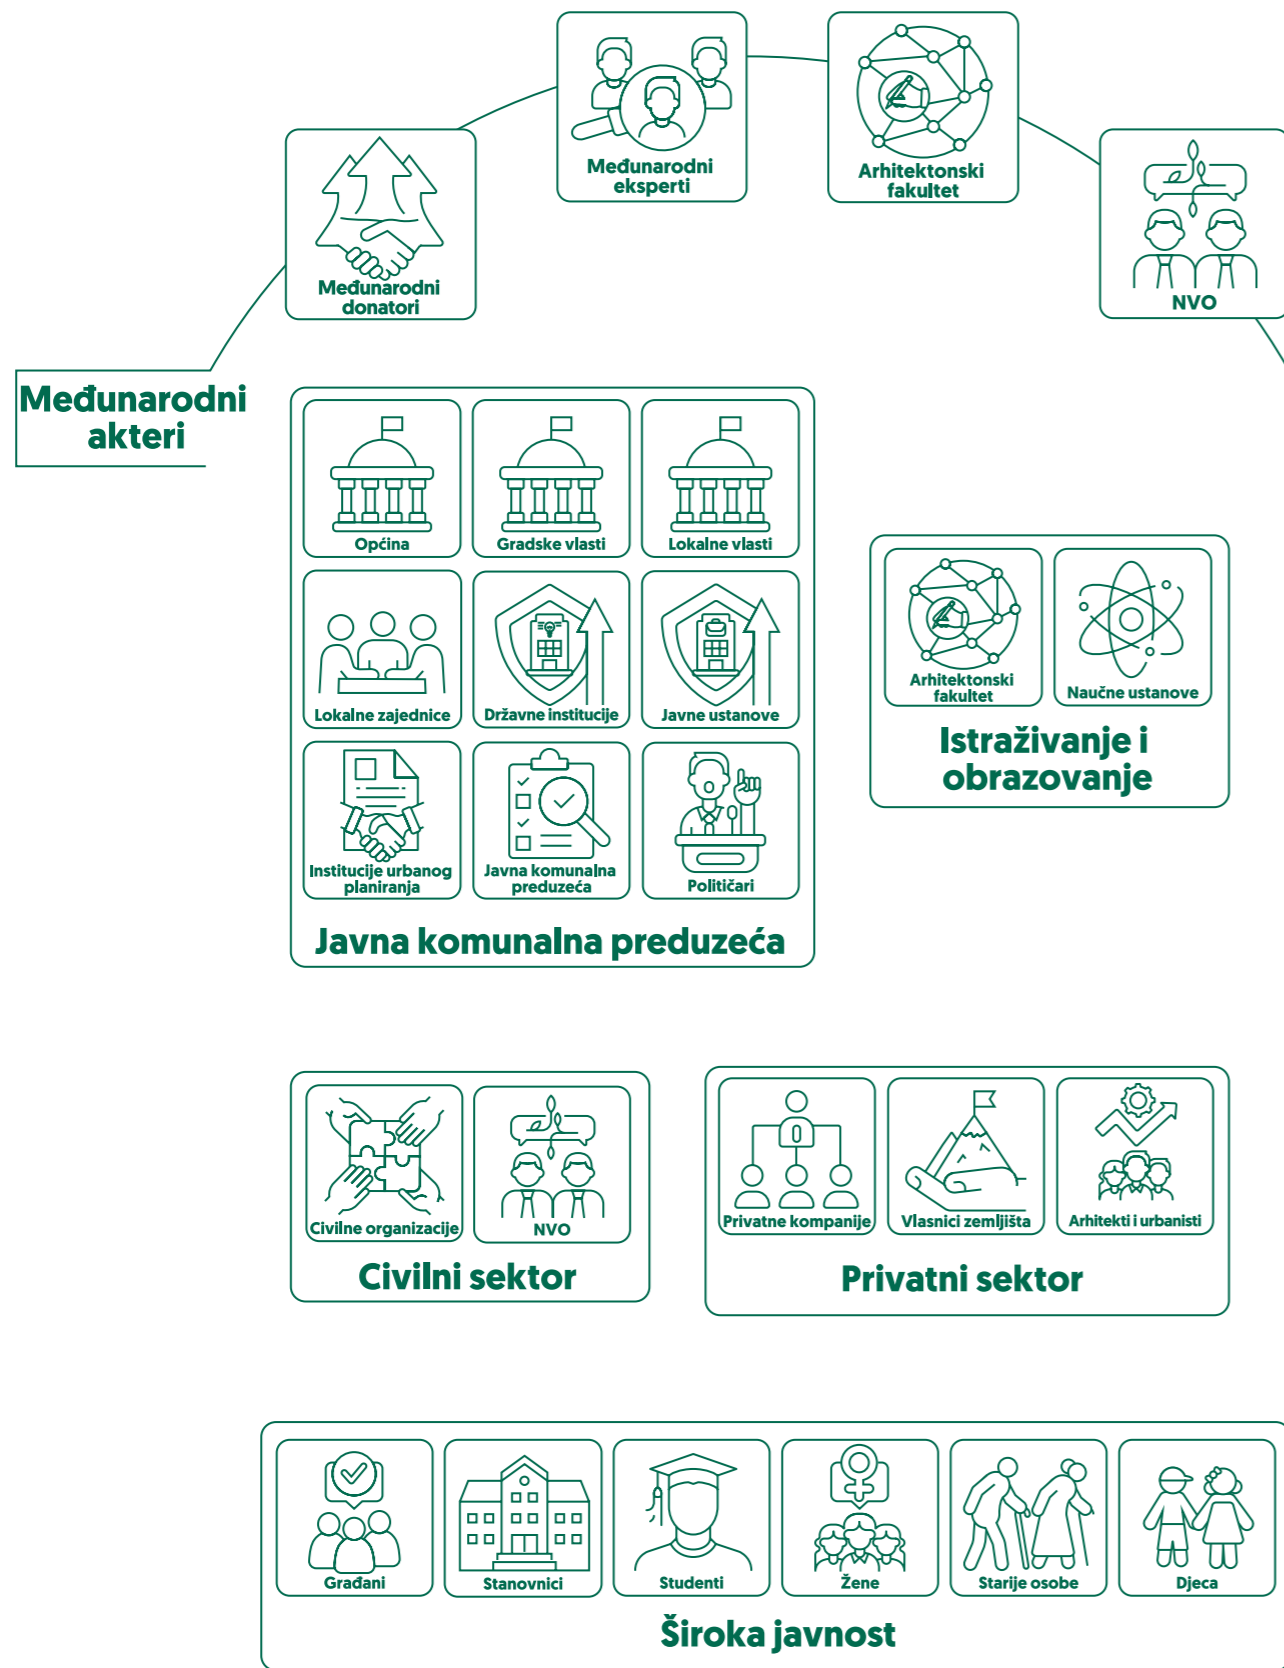 Međunarodni
eksperti
Arhitektonski
fakultet
Međunarodni
donatori
NVO
Međunarodni
akteri
Općina
Gradske vlasti
Lokalne vlasti
Lokalne zajednice
Državne institucije
Javne ustanove
Institucije urbanog
planiranja
Javna komunalna
preduzeća
Političari
Javna komunalna preduzeća
Arhitektonski
fakultet
Naučne ustanove
Istraživanje i
obrazovanje
Civilne organizacije
NVO
Civilni sektor
Privatne kompanije
Vlasnici zemljišta
Arhitekti i urbanisti
Privatni sektor
Građani
Stanovnici
Studenti
Žene
Starije osobe
Djeca
Široka javnost